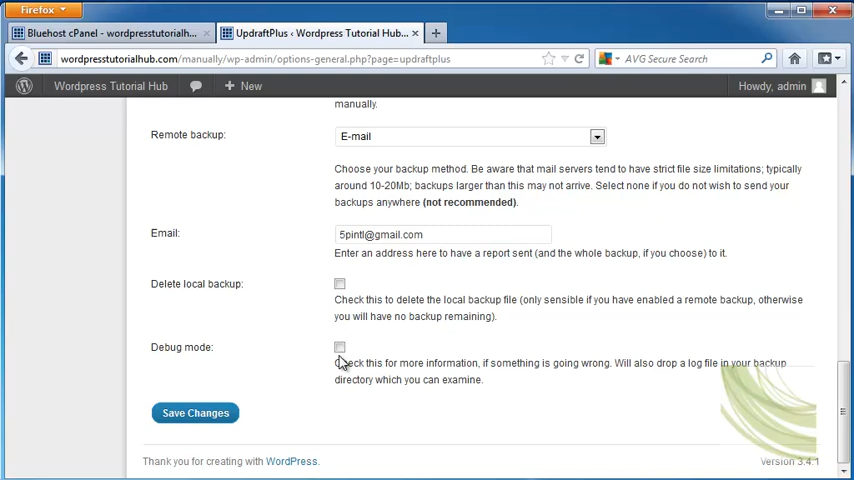 Firefox
Bluehost cPanel - wordpresstutorialh...
UpdraftPlus ‹ Wordpress Tutorial Hub...
wordpresstutorialhub.com/manually/wp-admin/options-general.php?page=updraftplus
AVG Secure Search
Wordpress Tutorial Hub
+ New
Howdy, admin
manually.
Remote backup:
E-mail
Choose your backup method. Be aware that mail servers tend to have strict file size limitations; typically
around 10-20Mb; backups larger than this may not arrive. Select none if you do not wish to send your
backups anywhere (not recommended).
Email:
5pintl@gmail.com
Enter an address here to have a report sent (and the whole backup, if you choose) to it.
Delete local backup:
Check this to delete the local backup file (only sensible if you have enabled a remote backup, otherwise
you will have no backup remaining).
Debug mode:
Check this for more information, if something is going wrong. Will also drop a log file in your backup
directory which you can examine.
Save Changes
Thank you for creating with WordPress.
Version 3.4.1